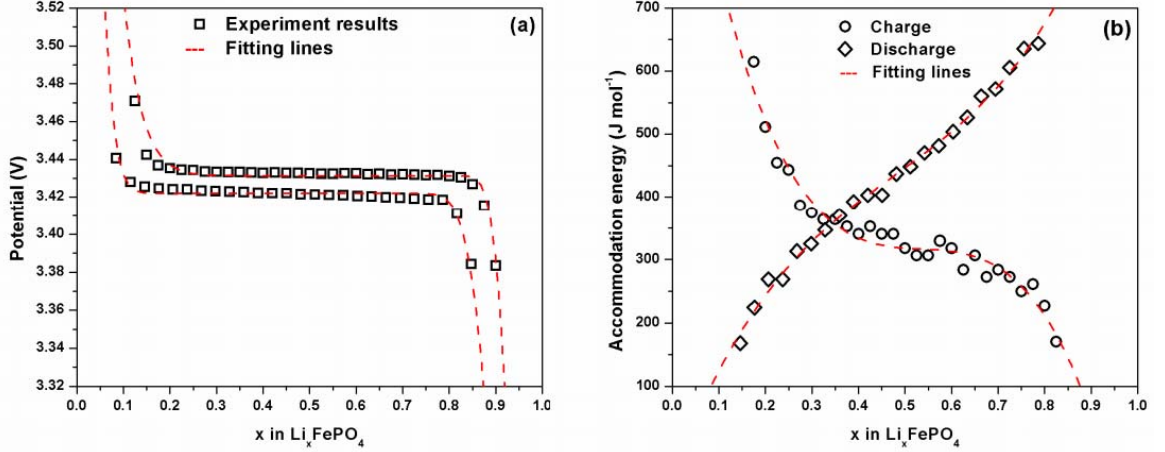 3.52
3.50
3.48
3.46
3.44
3.42
3.40
3.38
3.36
3.34
3.32
Potential (V)
Experiment results
Fitting lines
(a)
0.0 0.1 0.2 0.3 0.4 0.5 0.6 0.7 0.8 0.9 1.0
x in LiₓFePO₄
700
600
500
400
300
200
100
Accommodation energy (J mol⁻¹)
Charge
Discharge
Fitting lines
(b)
0.0 0.1 0.2 0.3 0.4 0.5 0.6 0.7 0.8 0.9 1.0
x in LiₓFePO₄